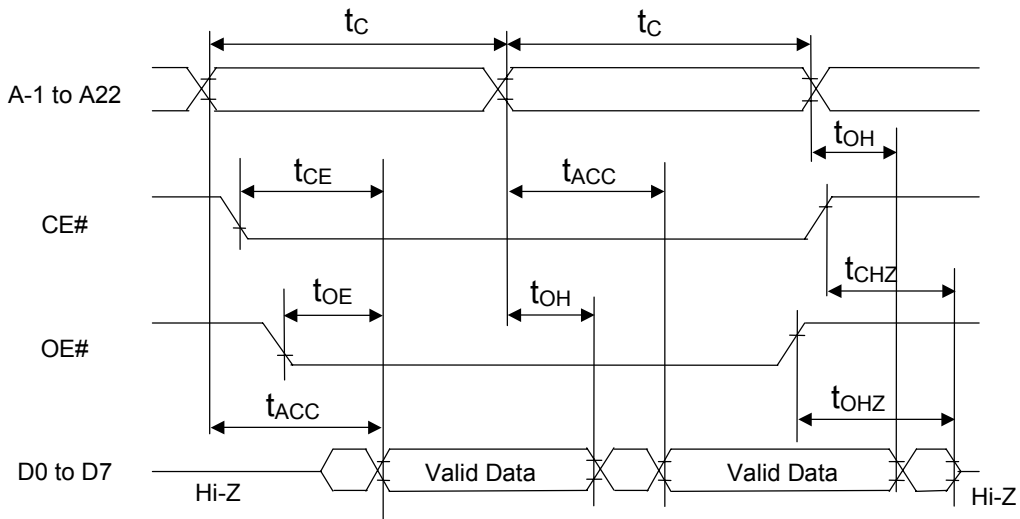 tC tC
A-1 to A22
tOH
tCE tACC
CE#
tCHZ
tOE tOH
OE#
tOHZ
tACC
D0 to D7 Valid Data Valid Data
Hi-Z Hi-Z